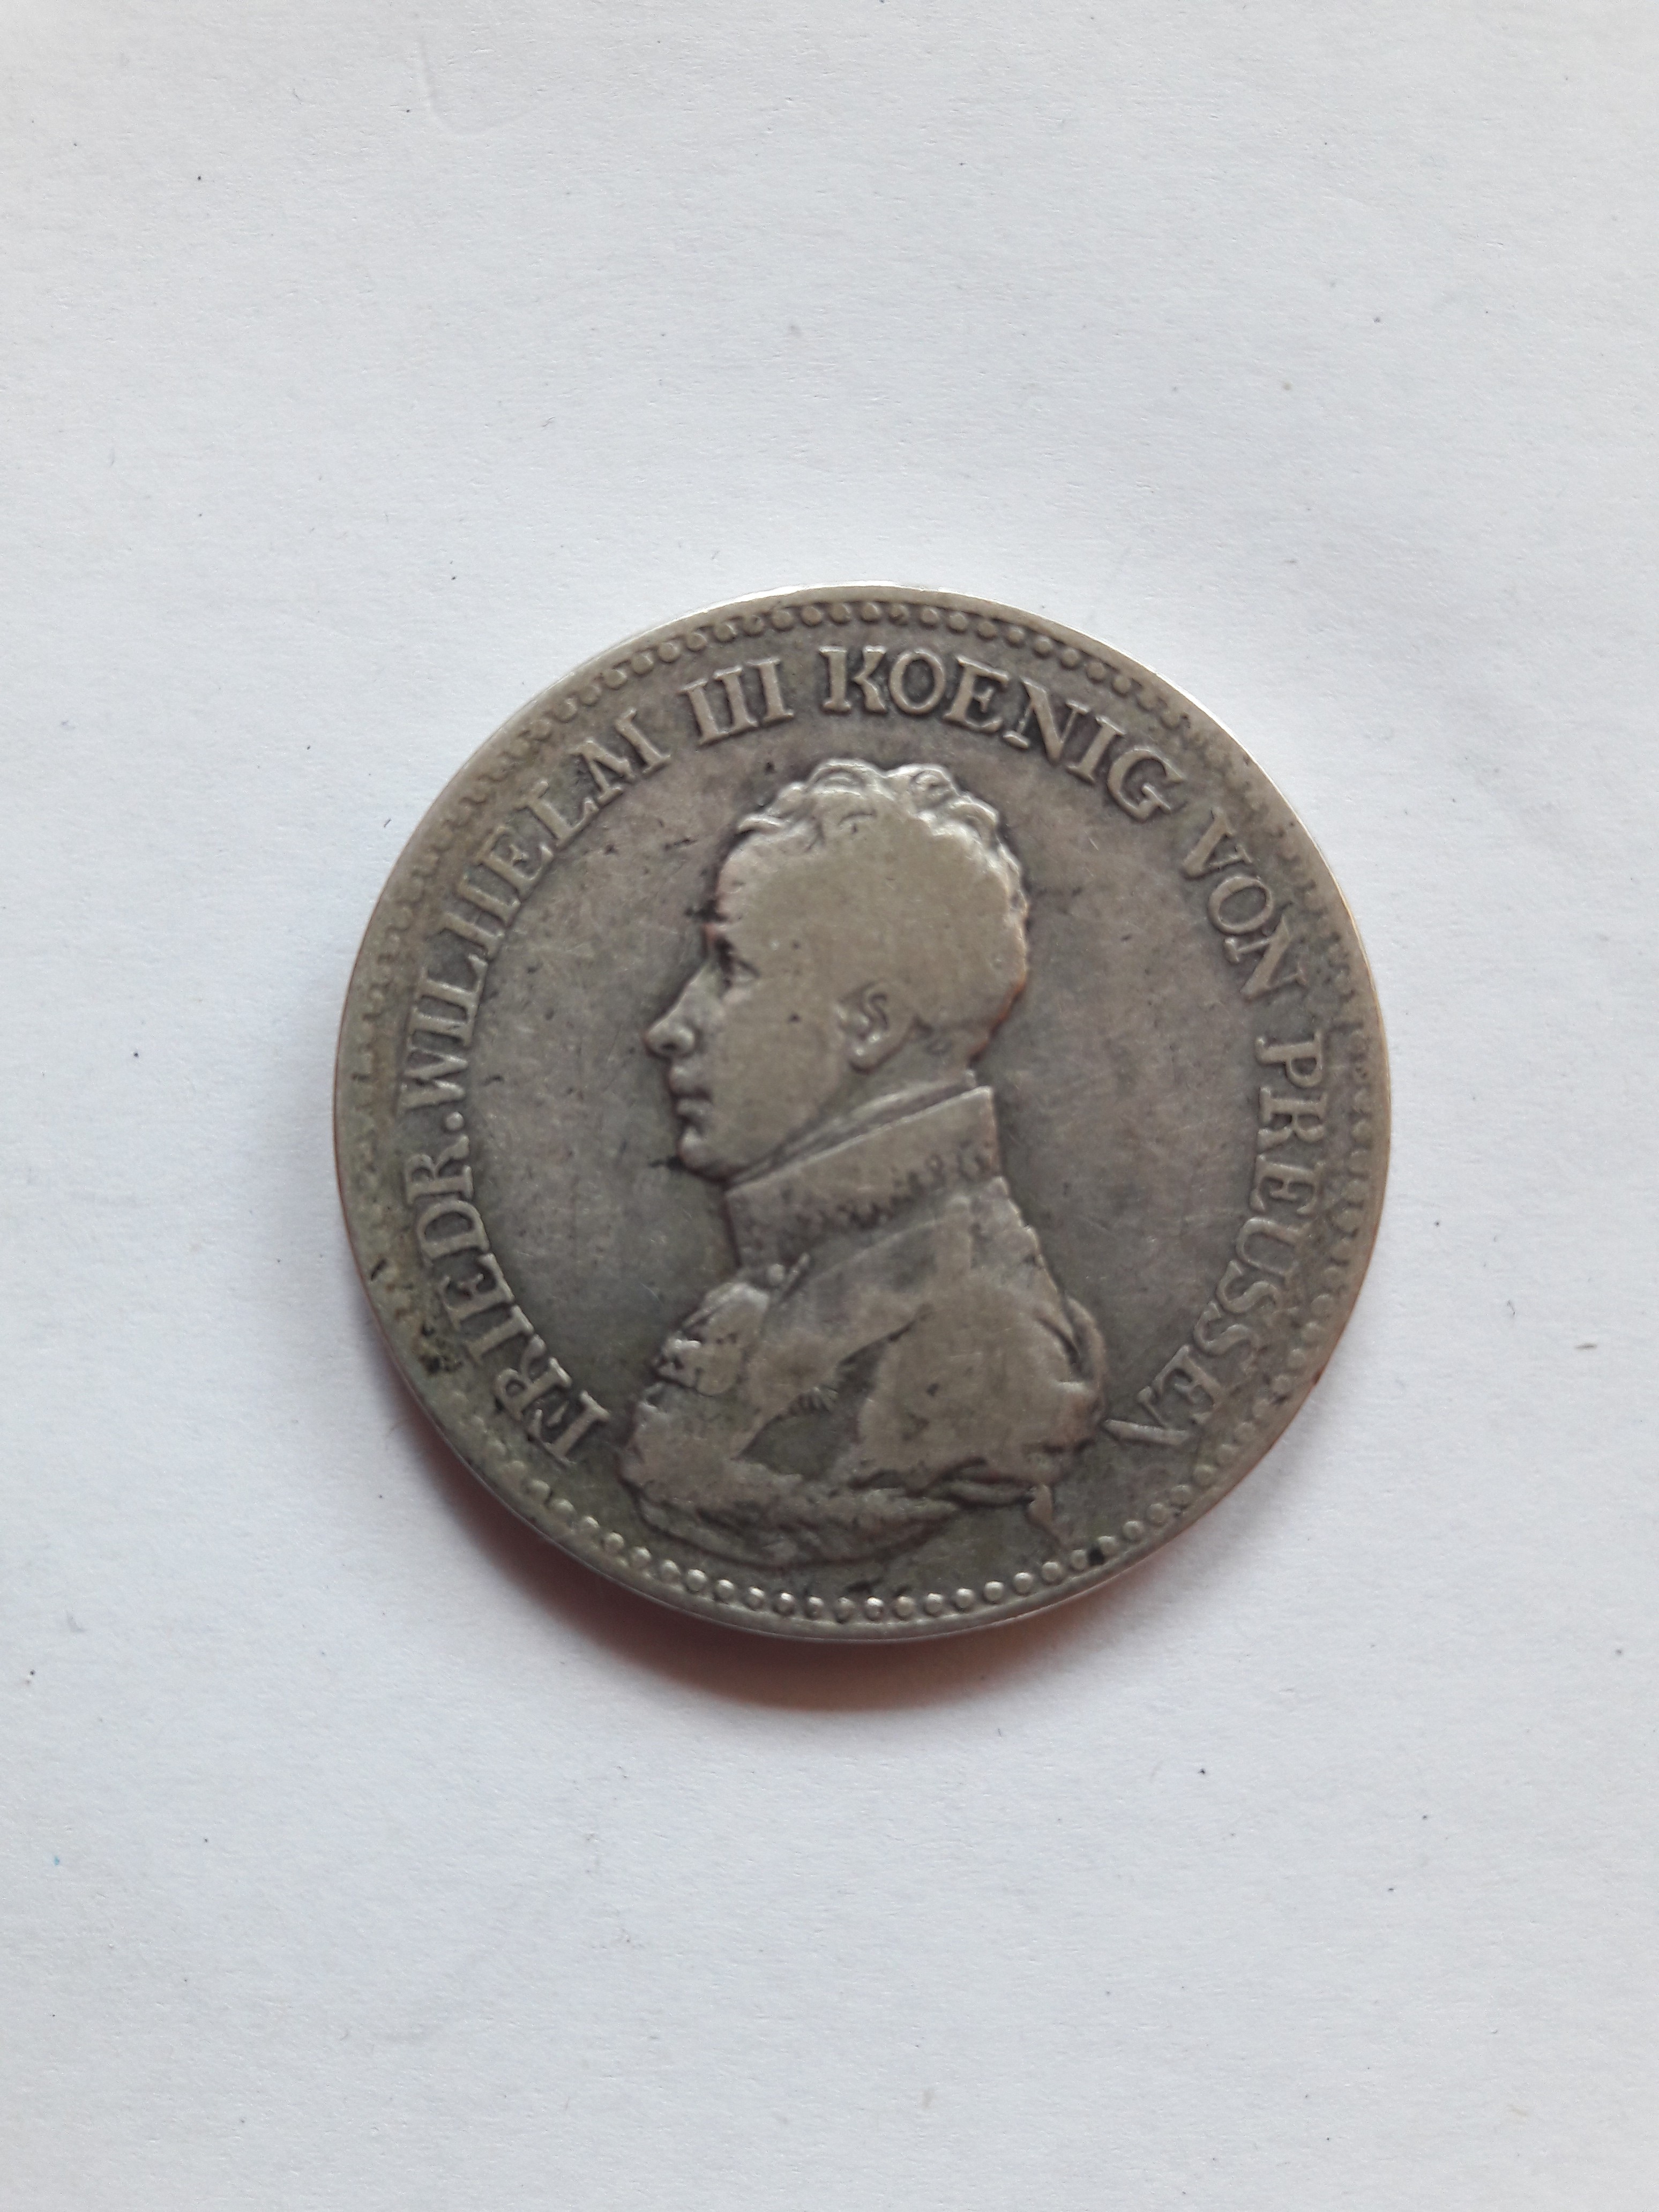 FRIEDR.WILHELM III KOENIG VON PREUSSEN